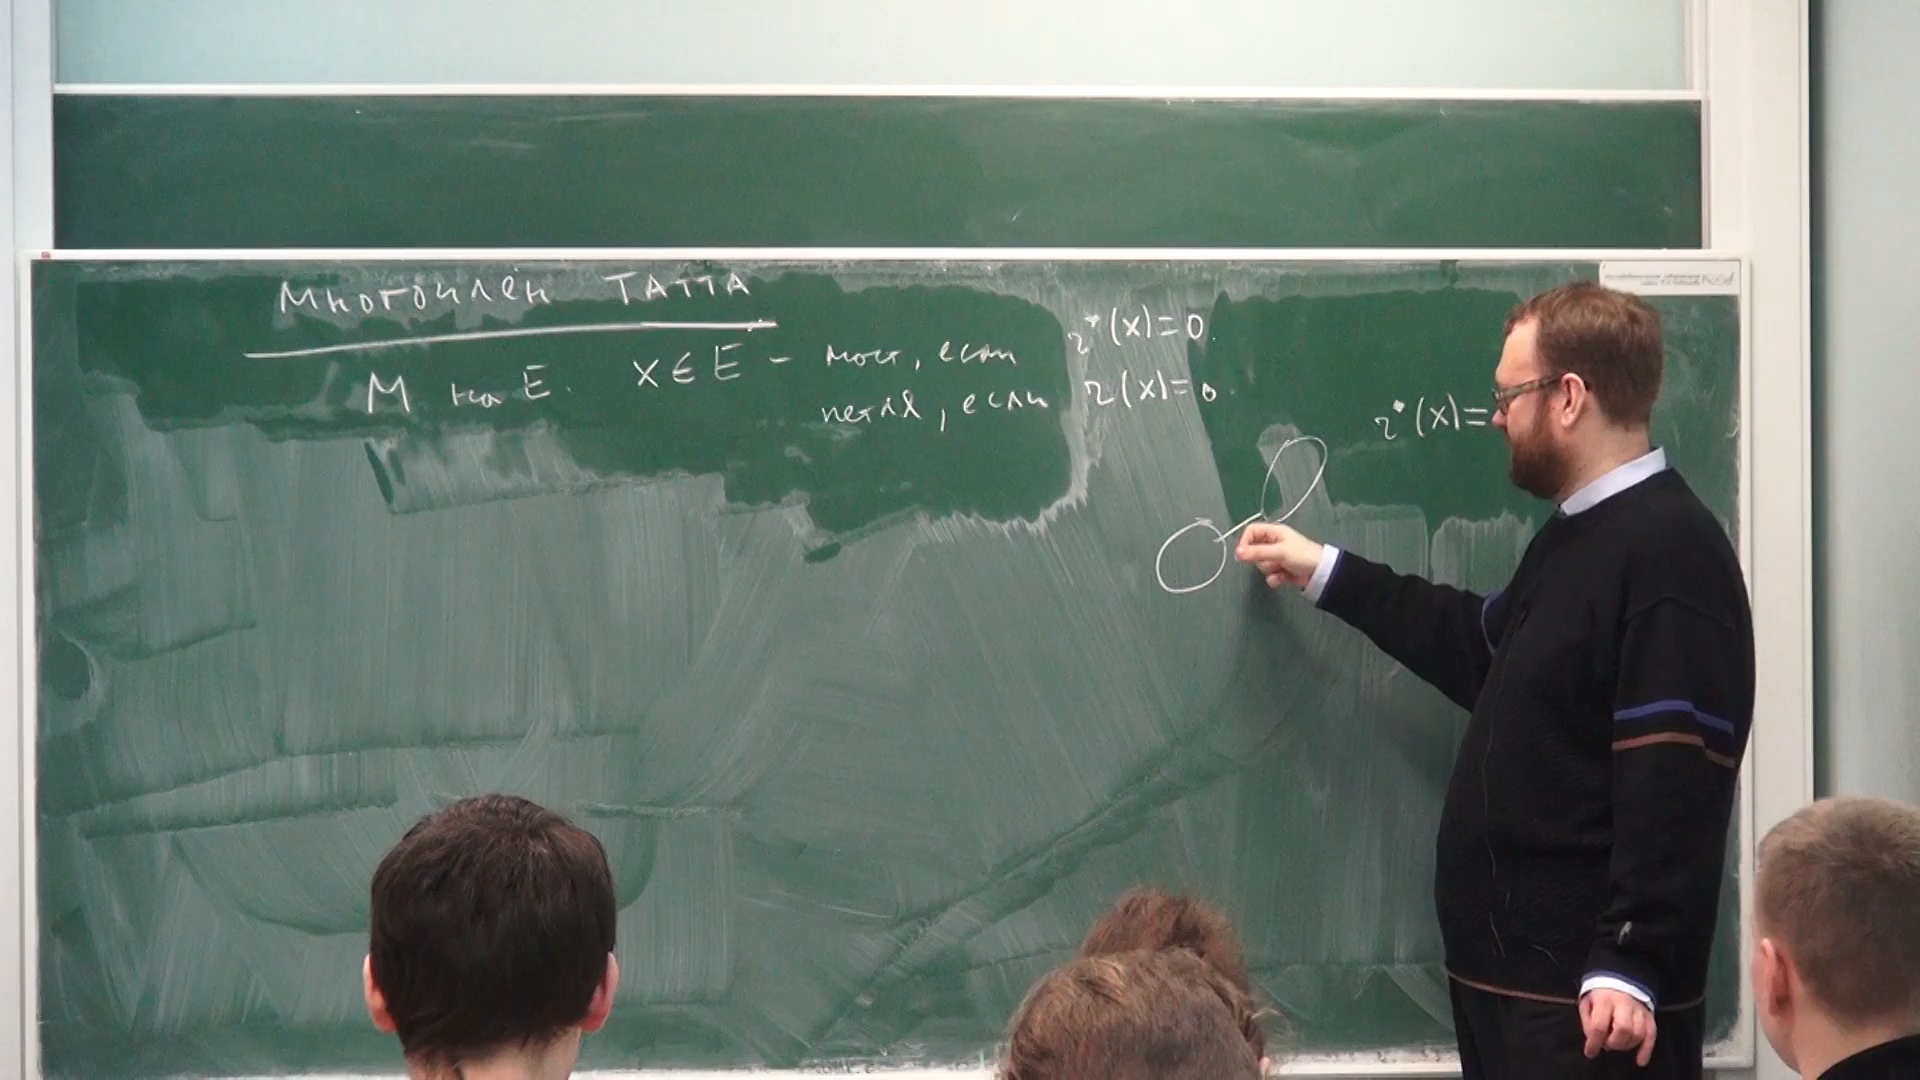 Многочлен ТАТТА
M на E. x∈E – мост, если r*(x)=0.
петля, если r(x)=0.
r*(x)=